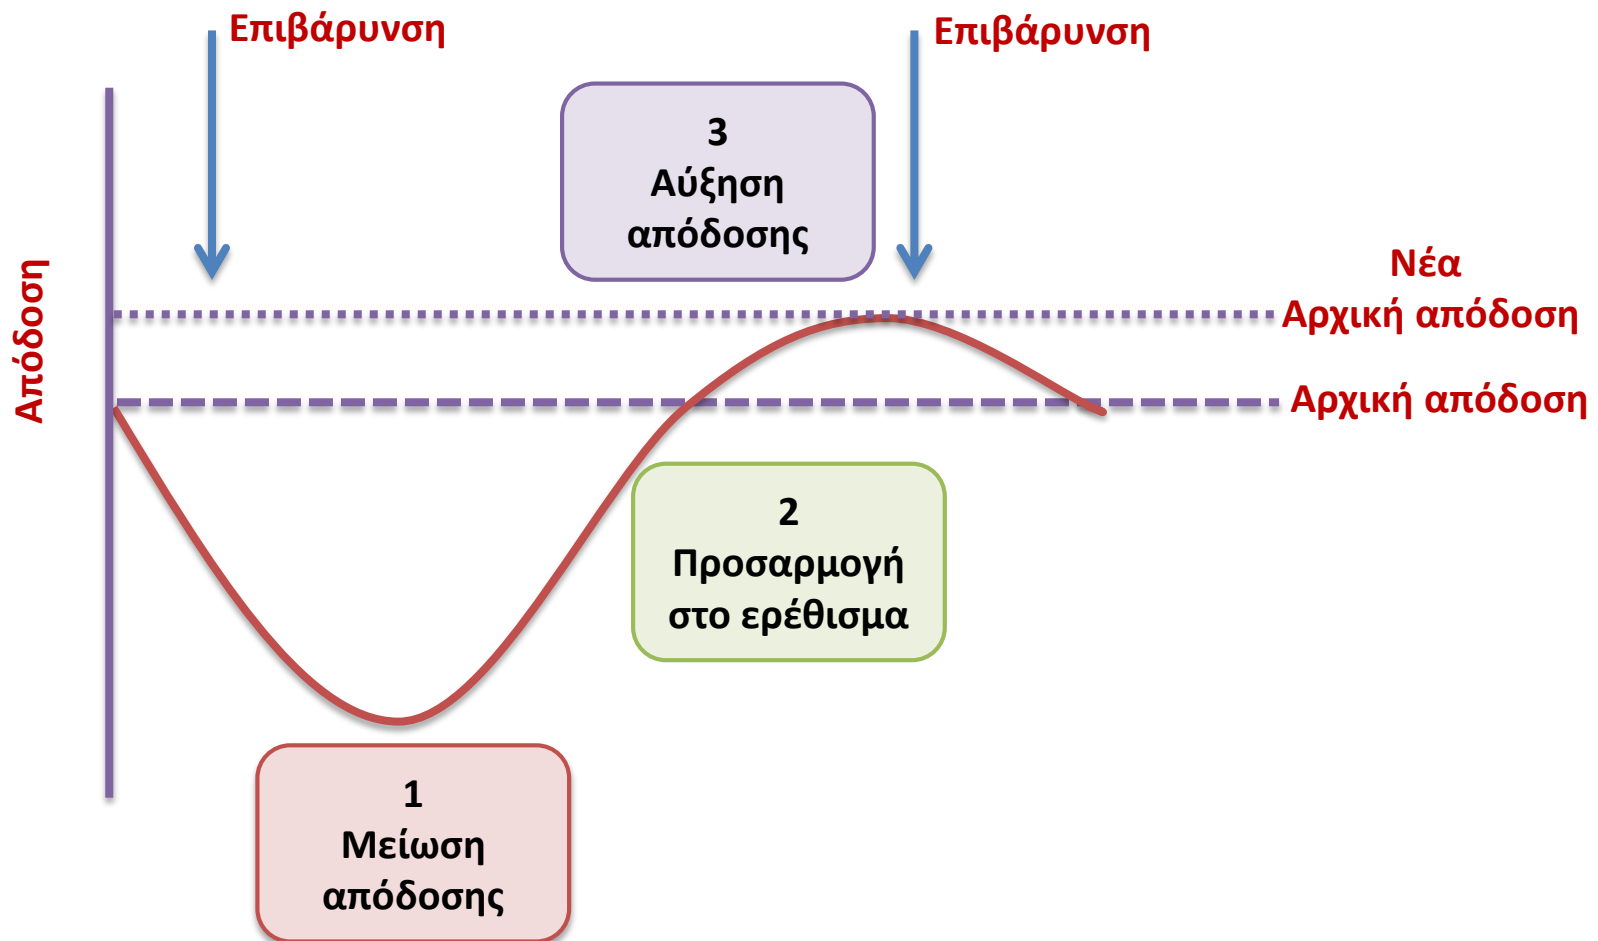 Επιβάρυνση
Επιβάρυνση
3
Αύξηση
απόδοσης
Απόδοση
Νέα
Αρχική απόδοση
Αρχική απόδοση
2
Προσαρμογή
στο ερέθισμα
1
Μείωση
απόδοσης